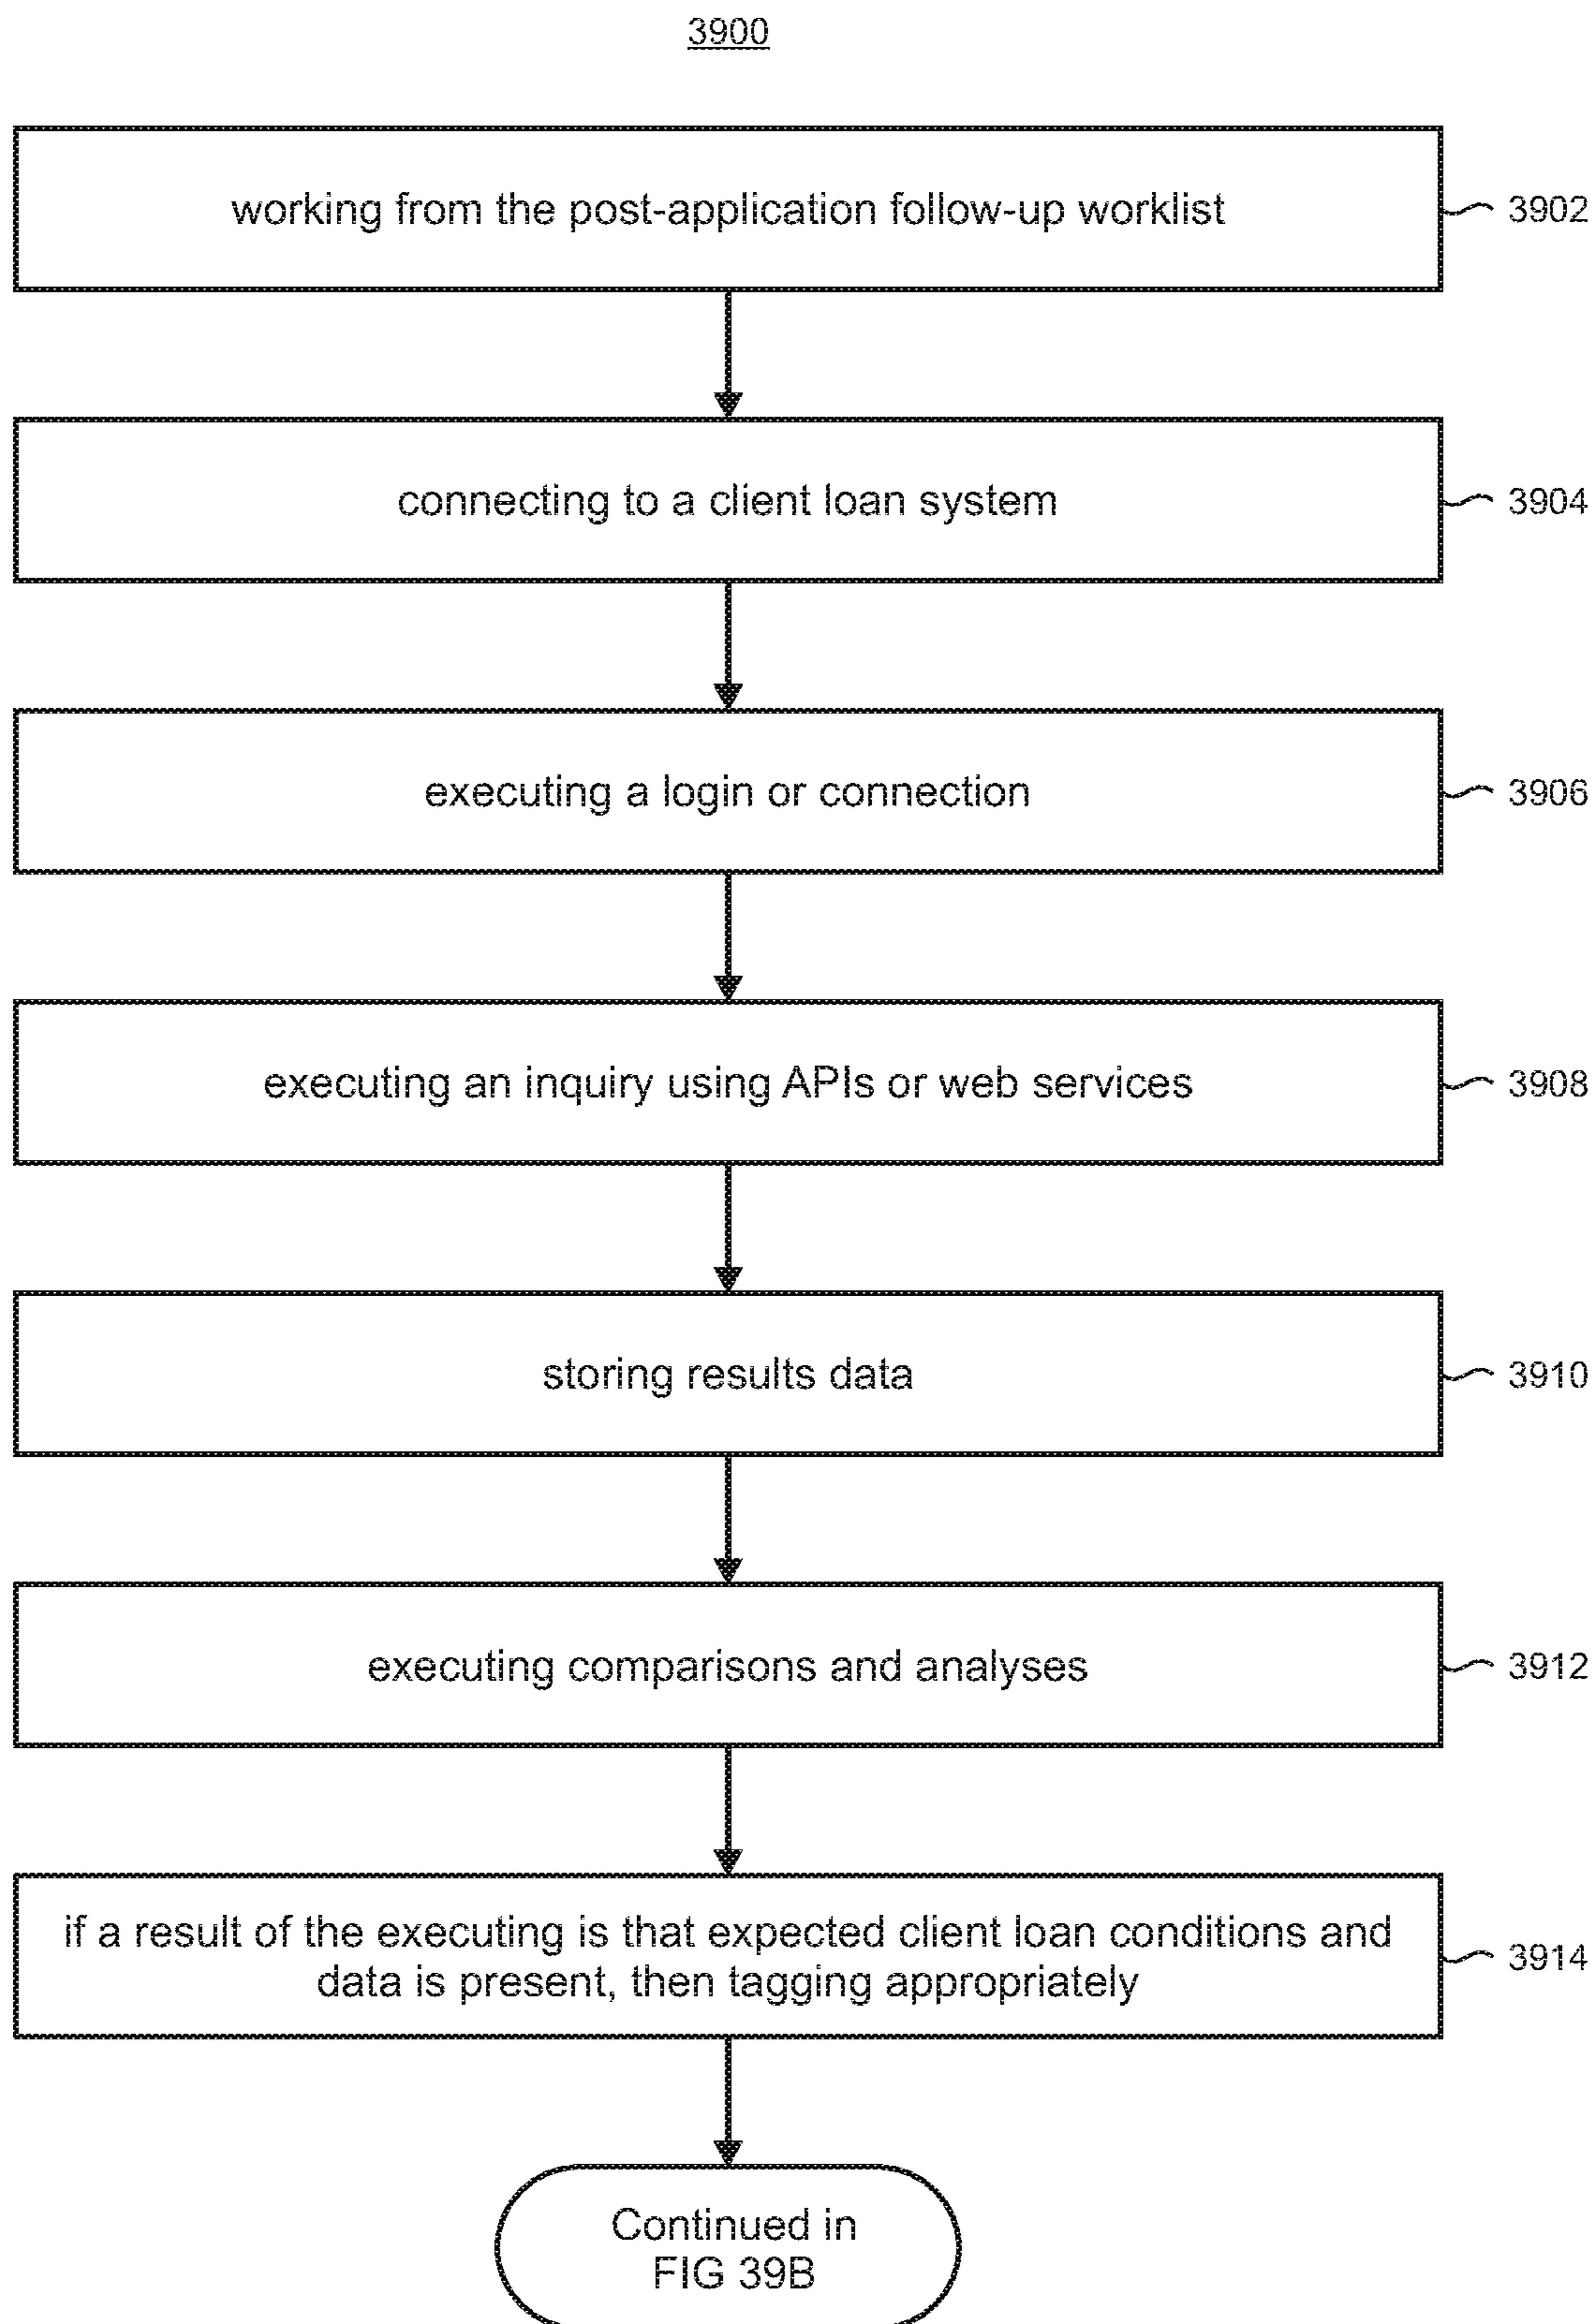 3900
working from the post-application follow-up worklist
3902
connecting to a client loan system
3904
executing a login or connection
3906
executing an inquiry using APIs or web services
3908
storing results data
3910
executing comparisons and analyses
3912
if a result of the executing is that expected client loan conditions and
data is present, then tagging appropriately
3914
Continued in
FIG 39B